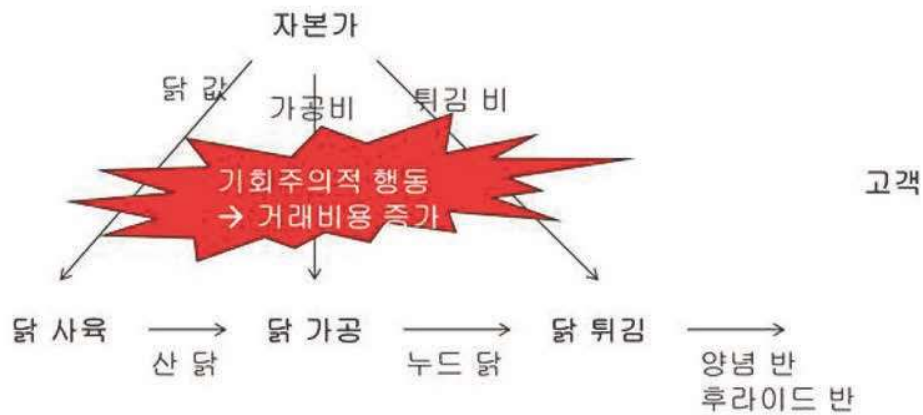 자본가
닭 값
가공비
튀김 비
기회주의적 행동
→ 거래비용 증가
고객
닭 사육
닭 가공
닭 튀김
산 닭
누드 닭
양념 반
후라이드 반